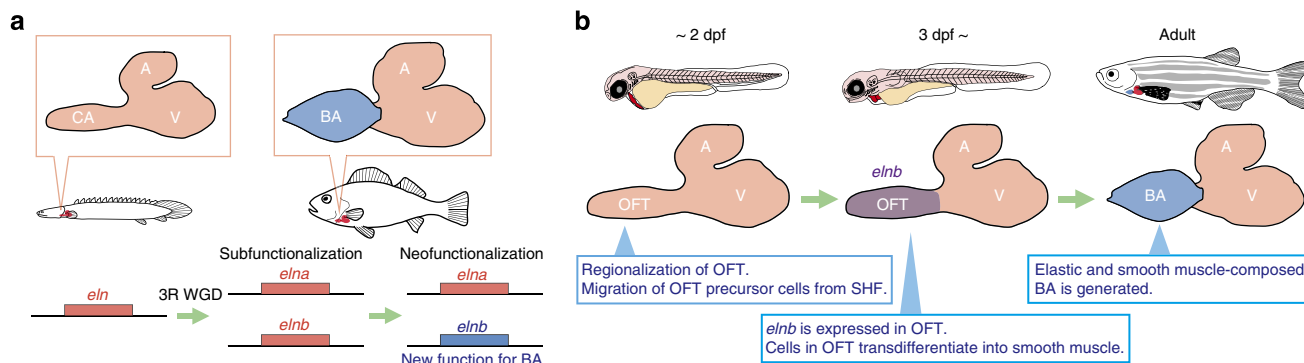 a
A
CA
V
A
BA
V
Subfunctionalization
Neofunctionalization
eln
3R WGD
elna
elna
elnb
elnb
New function for BA
b
~ 2 dpf
3 dpf ~
Adult
A
OFT
V
elnb
A
OFT
V
A
BA
V
Regionalization of OFT.
Migration of OFT precursor cells from SHF.
elnb is expressed in OFT.
Cells in OFT transdifferentiate into smooth muscle.
Elastic and smooth muscle-composed
BA is generated.